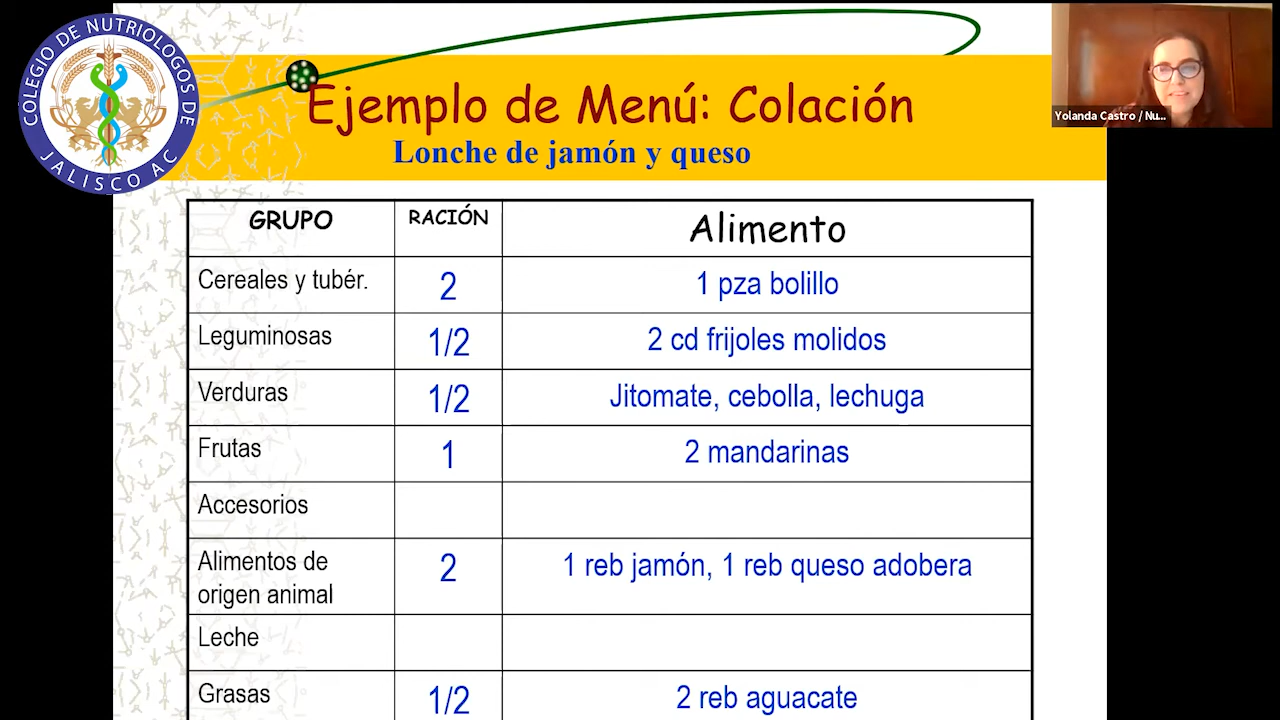 COLEGIO DE NUTRIOLOGOS DE
JALISCO AC
Ejemplo de Menú: Colación
Lonche de jamón y queso
Yolanda Castro / Nu...
GRUPO RACIÓN Alimento
Cereales y tubér. 2 1 pza bolillo
Leguminosas 1/2 2 cd frijoles molidos
Verduras 1/2 Jitomate, cebolla, lechuga
Frutas 1 2 mandarinas
Accesorios
Alimentos de 2 1 reb jamón, 1 reb queso adobera
origen animal
Leche
Grasas 1/2 2 reb aguacate